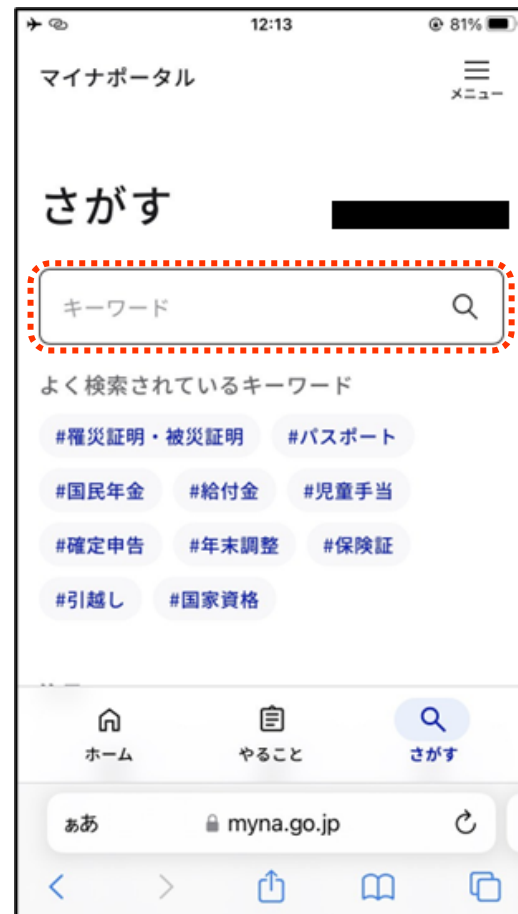 12:13 81%
マイナポータル
メニュー
さがす
キーワード
よく検索されているキーワード
#罹災証明・被災証明 #パスポート
#国民年金 #給付金 #児童手当
#確定申告 #年末調整 #保険証
#引越し #国家資格
ホーム やること さがす
ぁあ myna.go.jp